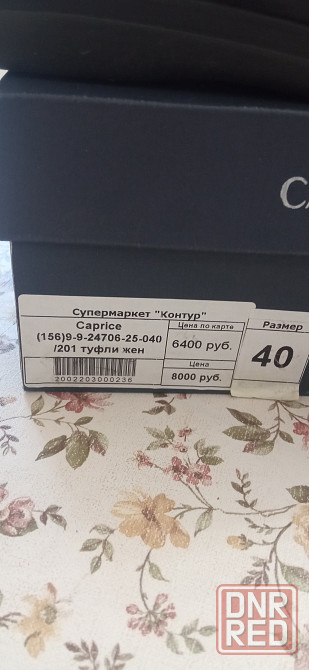 Супермаркет "Контур"
Caprice
(156)9-9-24706-25-040
/201 туфли жен
2002203000236
Цена по карте
6400 руб.
Цена
8000 руб.
Размер
40
DNR
RED